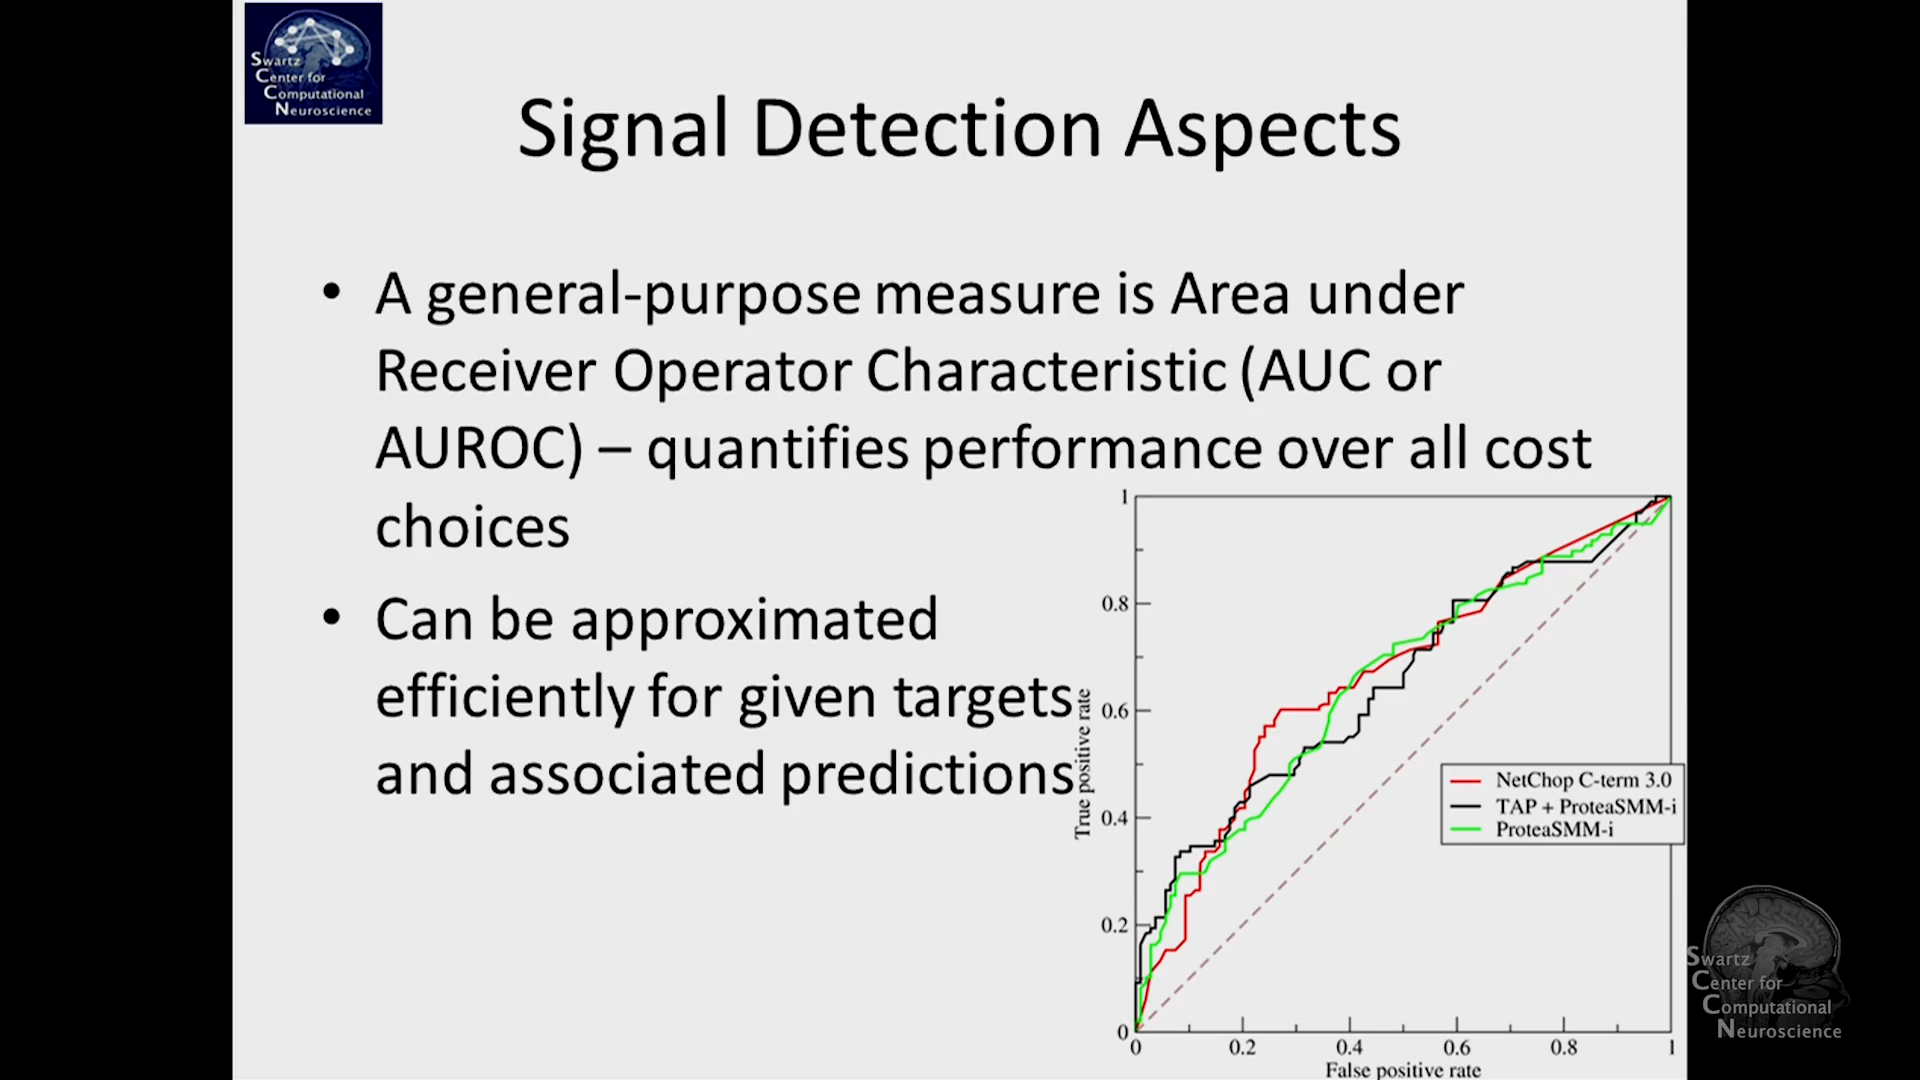 Swartz
Center for
Computational
Neuroscience
Signal Detection Aspects
• A general-purpose measure is Area under
Receiver Operator Characteristic (AUC or
AUROC) – quantifies performance over all cost
choices
• Can be approximated
efficiently for given targets
and associated predictions
1
0.8
0.6
0.4
0.2
0
True positive rate
0 0.2 0.4 0.6 0.8 1
False positive rate
NetChop C-term 3.0
TAP + ProteaSMM-i
ProteaSMM-i
Swartz
Center for
Computational
Neuroscience